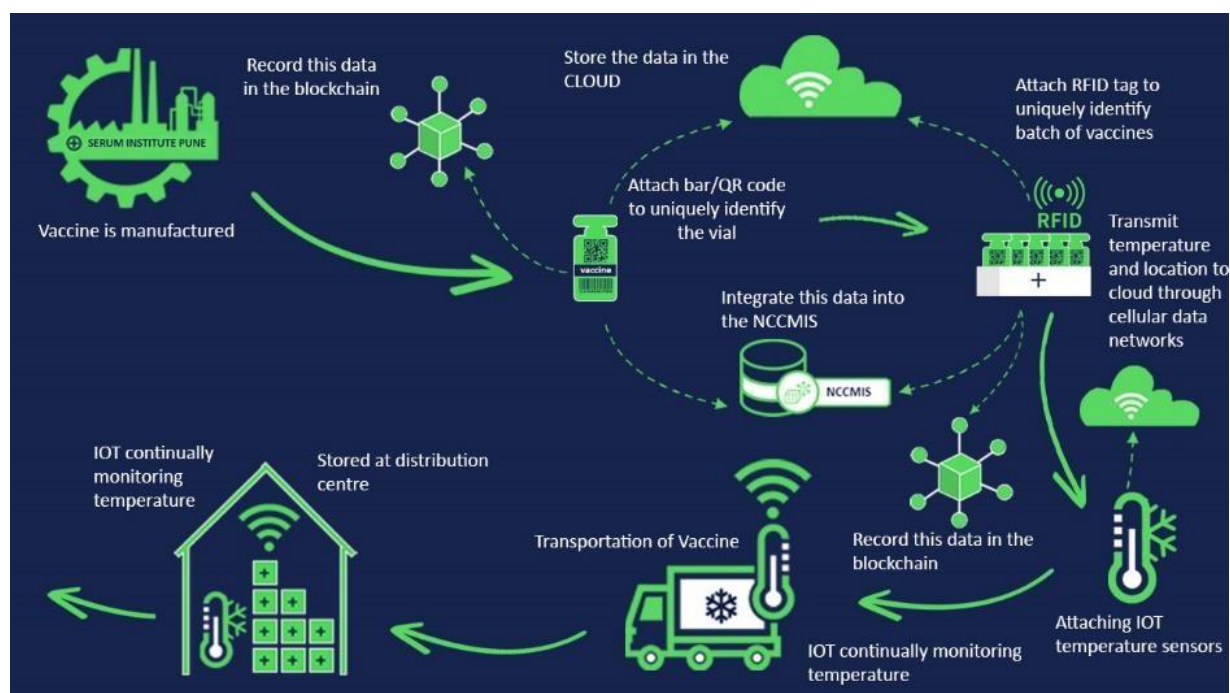 SERUM INSTITUTE PUNE
Vaccine is manufactured
Record this data
in the blockchain
Store the data in the
CLOUD
Attach bar/QR code
to uniquely identify
the vial
vaccine
Attach RFID tag to
uniquely identify
batch of vaccines
RFID
Transmit
temperature
and location to
cloud through
cellular data
networks
Integrate this data into
the NCCMIS
NCCMIS
Record this data in the
blockchain
Attaching IOT
temperature sensors
Transportation of Vaccine
IOT continually monitoring
temperature
Stored at distribution
centre
IOT continually
monitoring
temperature